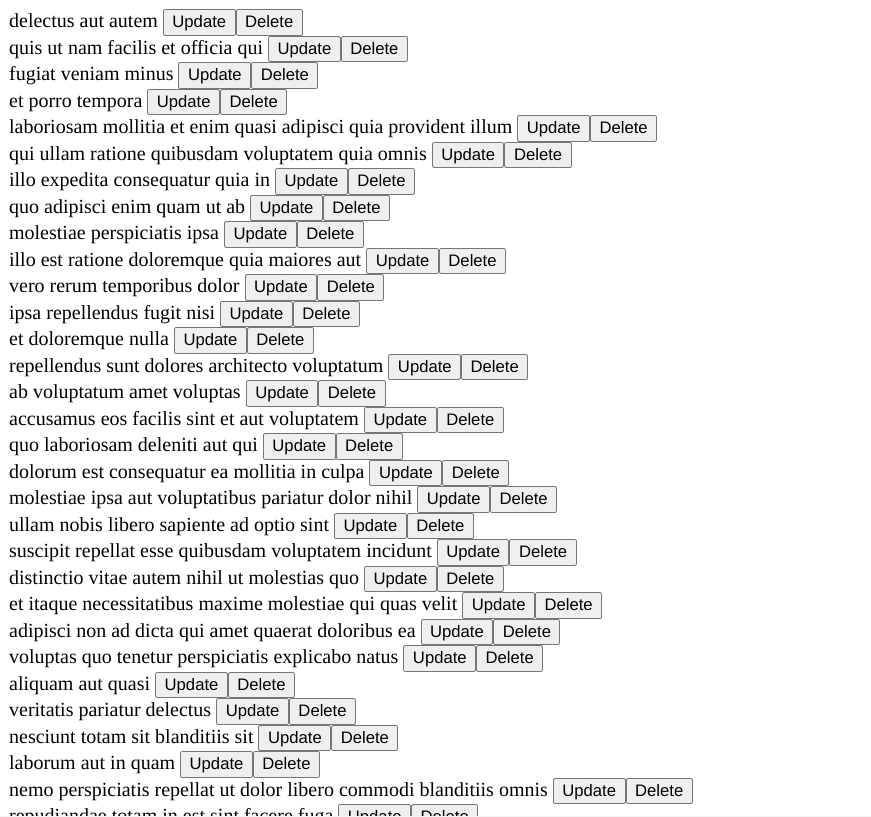 delectus aut autem Update Delete
quis ut nam facilis et officia qui Update Delete
fugiat veniam minus Update Delete
et porro tempora Update Delete
laboriosam mollitia et enim quasi adipisci quia provident illum Update Delete
qui ullam ratione quibusdam voluptatem quia omnis Update Delete
illo expedita consequatur quia in Update Delete
quo adipisci enim quam ut ab Update Delete
molestiae perspiciatis ipsa Update Delete
illo est ratione doloremque quia maiores aut Update Delete
vero rerum temporibus dolor Update Delete
ipsa repellendus fugit nisi Update Delete
et doloremque nulla Update Delete
repellendus sunt dolores architecto voluptatum Update Delete
ab voluptatum amet voluptas Update Delete
accusamus eos facilis sint et aut voluptatem Update Delete
quo laboriosam deleniti aut qui Update Delete
dolorum est consequatur ea mollitia in culpa Update Delete
molestiae ipsa aut voluptatibus pariatur dolor nihil Update Delete
ullam nobis libero sapiente ad optio sint Update Delete
suscipit repellat esse quibusdam voluptatem incidunt Update Delete
distinctio vitae autem nihil ut molestias quo Update Delete
et itaque necessitatibus maxime molestiae qui quas velit Update Delete
adipisci non ad dicta qui amet quaerat doloribus ea Update Delete
voluptas quo tenetur perspiciatis explicabo natus Update Delete
aliquam aut quasi Update Delete
veritatis pariatur delectus Update Delete
nesciunt totam sit blanditiis sit Update Delete
laborum aut in quam Update Delete
nemo perspiciatis repellat ut dolor libero commodi blanditiis omnis Update Delete
repudiandae totam in est sint facere fuga Update Delete